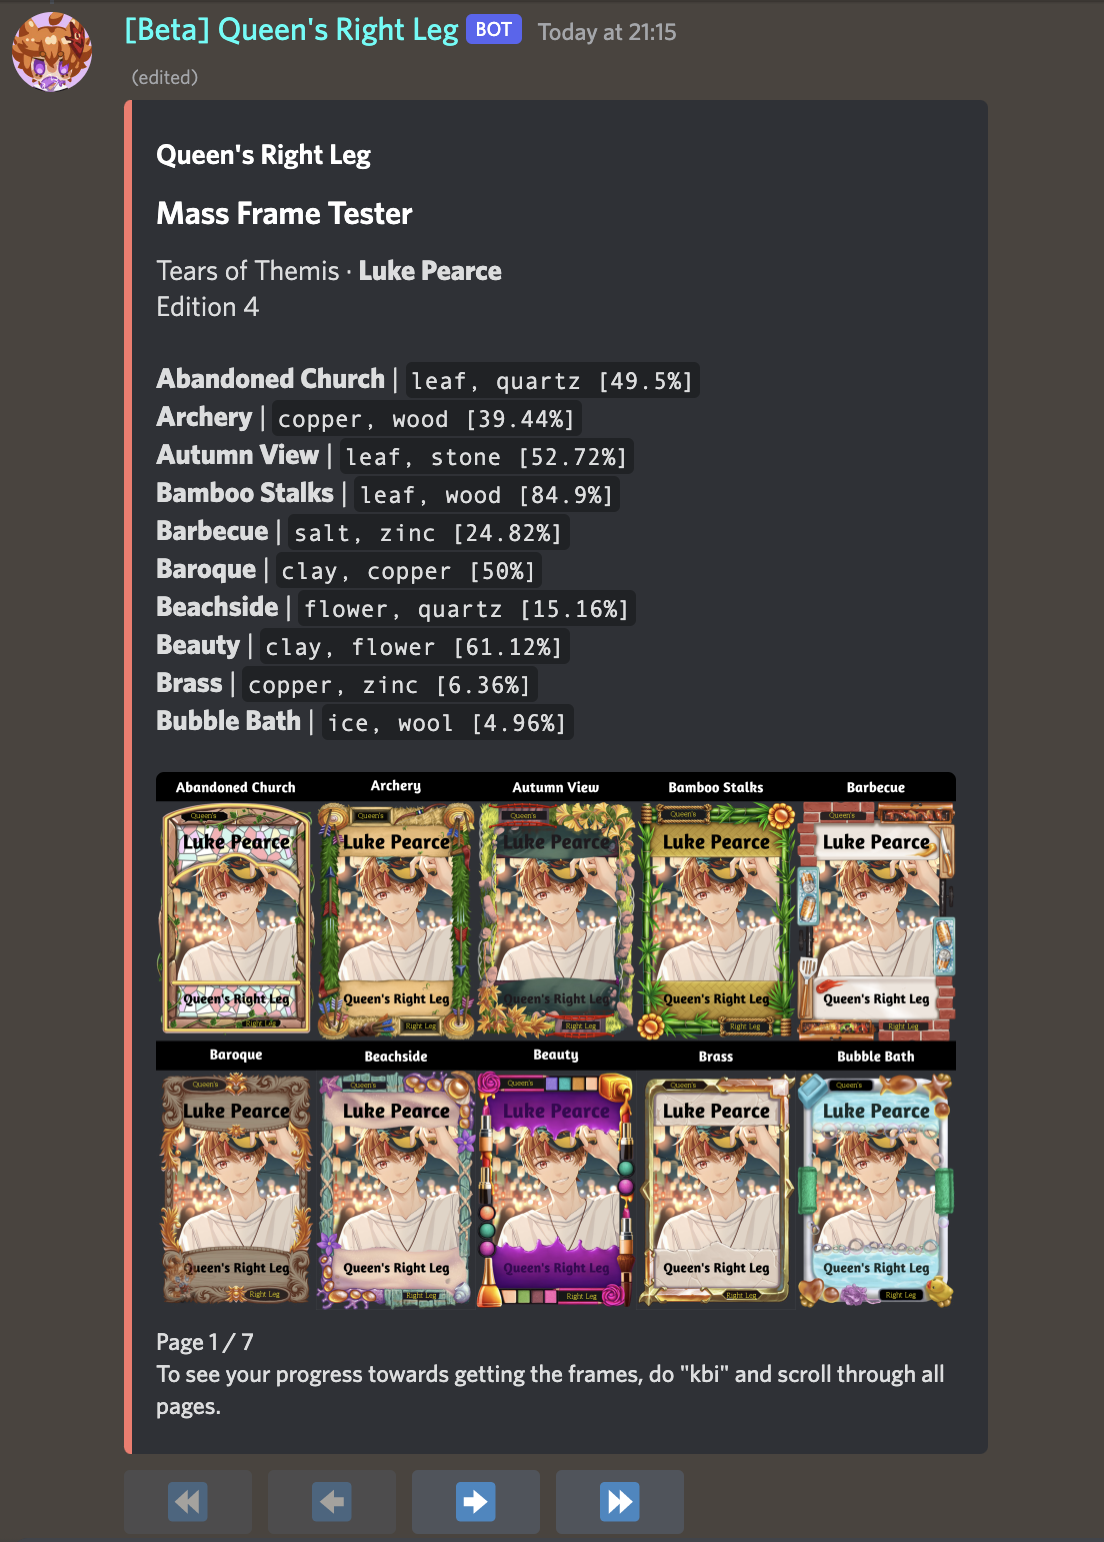 [Beta] Queen's Right Leg BOT Today at 21:15
(edited)
Queen's Right Leg
Mass Frame Tester
Tears of Themis · Luke Pearce
Edition 4
Abandoned Church | leaf, quartz [49.5%]
Archery | copper, wood [39.44%]
Autumn View | leaf, stone [52.72%]
Bamboo Stalks | leaf, wood [84.9%]
Barbecue | salt, zinc [24.82%]
Baroque | clay, copper [50%]
Beachside | flower, quartz [15.16%]
Beauty | clay, flower [61.12%]
Brass | copper, zinc [6.36%]
Bubble Bath | ice, wool [4.96%]
Abandoned Church Archery Autumn View Bamboo Stalks Barbecue
Queen's Queen's Queen's Queen's Queen's
Luke Pearce Luke Pearce Luke Pearce Luke Pearce Luke Pearce
Queen's Right Leg Queen's Right Leg Queen's Right Leg Queen's Right Leg Queen's Right Leg
Right Leg Right Leg Right Leg Right Leg Right Leg
Baroque Beachside Beauty Brass Bubble Bath
Queen's Queen's Queen's Queen's Queen's
Luke Pearce Luke Pearce Luke Pearce Luke Pearce Luke Pearce
Queen's Right Leg Queen's Right Leg Queen's Right Leg Queen's Right Leg Queen's Right Leg
Right Leg Right Leg Right Leg Right Leg Right Leg
Page 1 / 7
To see your progress towards getting the frames, do "kbi" and scroll through all
pages.